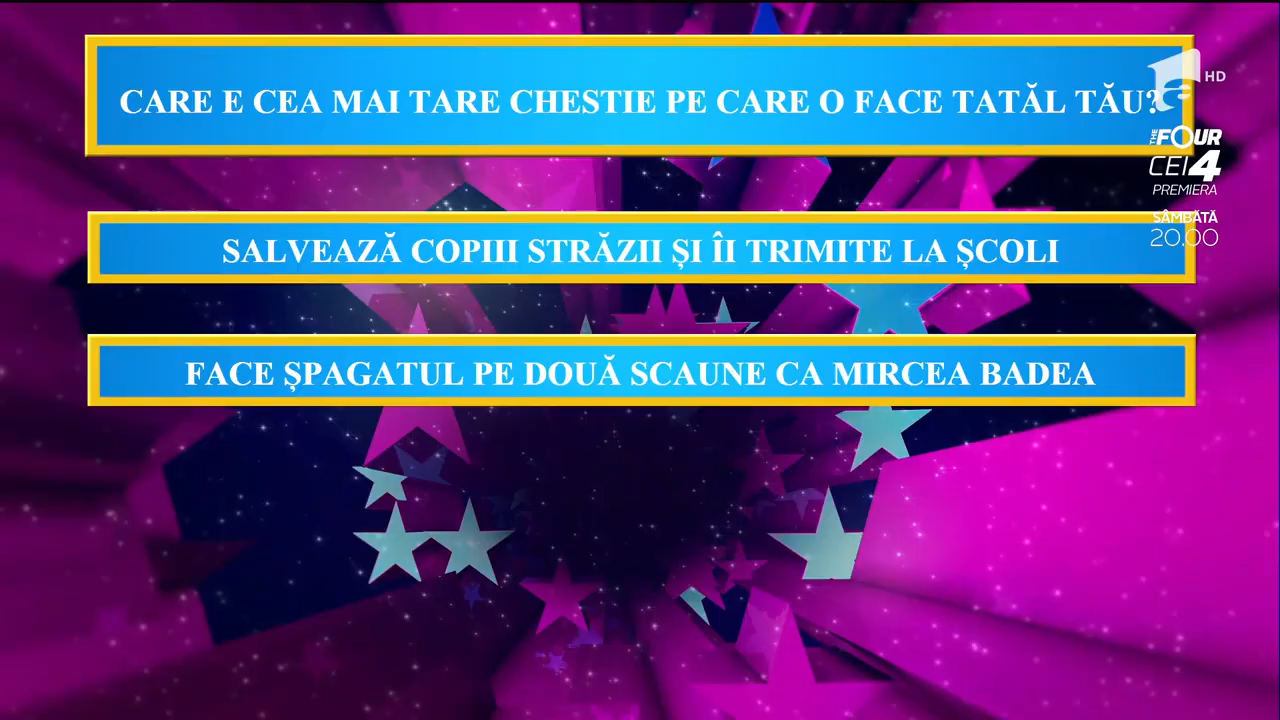 CARE E CEA MAI TARE CHESTIE PE CARE O FACE TATĂL TĂU?
HD
THE FOUR
CEI 4
PREMIERA
SÂMBĂTĂ
20.00
SALVEAZĂ COPIII STRĂZII ȘI ÎI TRIMITE LA ȘCOLI
FACE ȘPAGATUL PE DOUĂ SCAUNE CA MIRCEA BADEA